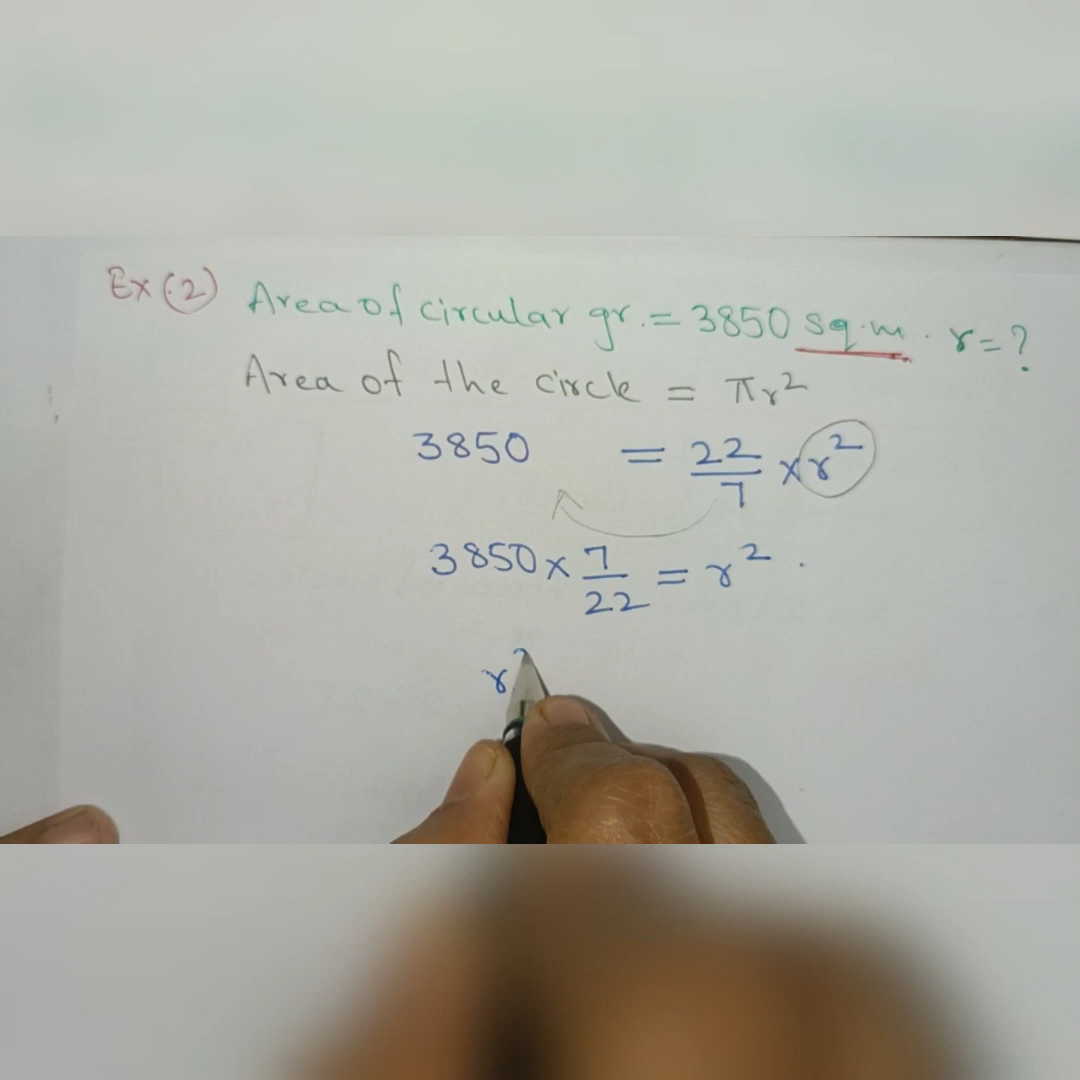 Ex (2) Area of circular gr. = 3850 sq.m. r = ?
Area of the circle = πr²
3850 = 22/7 × r²
3850 × 7/22 = r².
r²